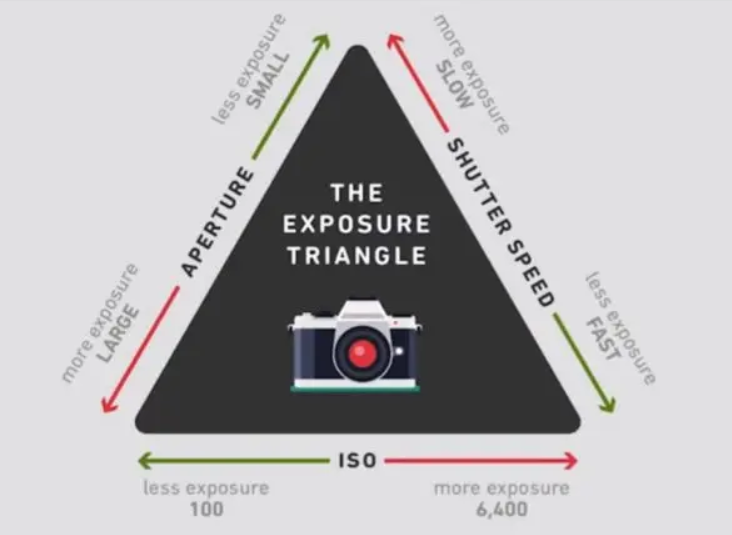 less exposure
SMALL
more exposure
SLOW
APERTURE
SHUTTER SPEED
THE
EXPOSURE
TRIANGLE
more exposure
LARGE
less exposure
FAST
ISO
less exposure
100
more exposure
6,400